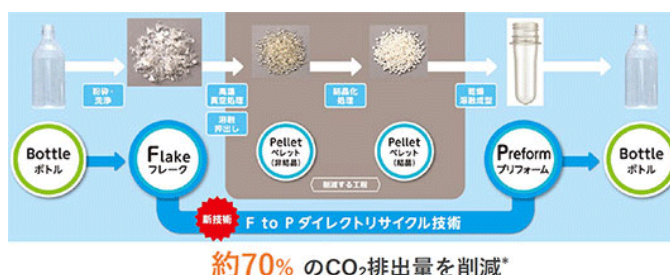 粉砕・
洗浄
高温
真空処理
溶融
押出し
結晶化
処理
乾燥
溶融成型
Bottle
ボトル
Flake
フレーク
Pellet
ペレット
(非結晶)
Pellet
ペレット
(結晶)
Preform
プリフォーム
Bottle
ボトル
削減する工程
新技術
F to P ダイレクトリサイクル技術
約70% のCO₂排出量を削減*